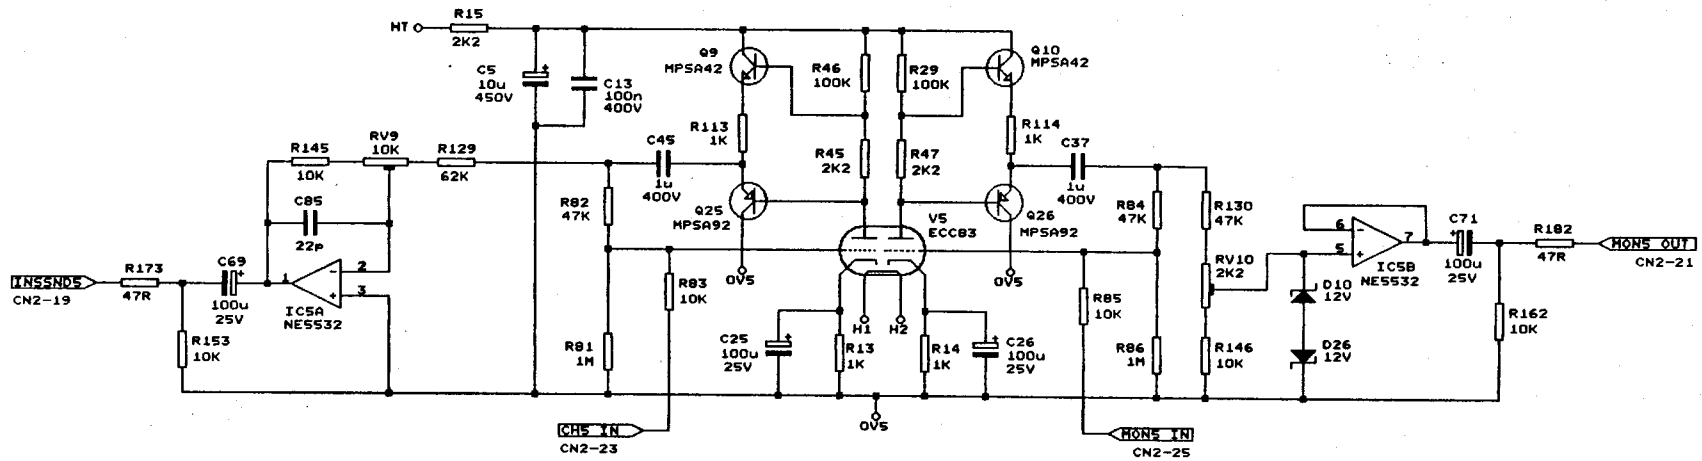 HT
R15
2K2
C5
10u
450V
+
C13
100n
400V
Q9
MPSA42
R46
100K
R29
100K
Q10
MPSA42
R113
1K
R114
1K
R145
10K
RV9
10K
R129
62K
C45
1u
400V
R45
2K2
R47
2K2
C37
1u
400V
C85
22p
R82
47K
Q25
MPSA92
V5
ECC83
Q26
MPSA92
R84
47K
R130
47K
INSSND5
CN2-19
R173
47R
C69
+
100u
25V
1
2
-
3
+
IC5A
NE5532
R153
10K
0V5
0V5
R83
10K
R85
10K
RV10
2K2
6
-
5
+
7
IC5B
NE5532
C71
+
100u
25V
R182
47R
MON5 OUT
CN2-21
D10
12V
D26
12V
R162
10K
R81
1M
C25
100u
25V
+
R13
1K
H1
H2
R14
1K
C26
100u
25V
+
R86
1M
R146
10K
0V5
CH5 IN
CN2-23
MON5 IN
CN2-25